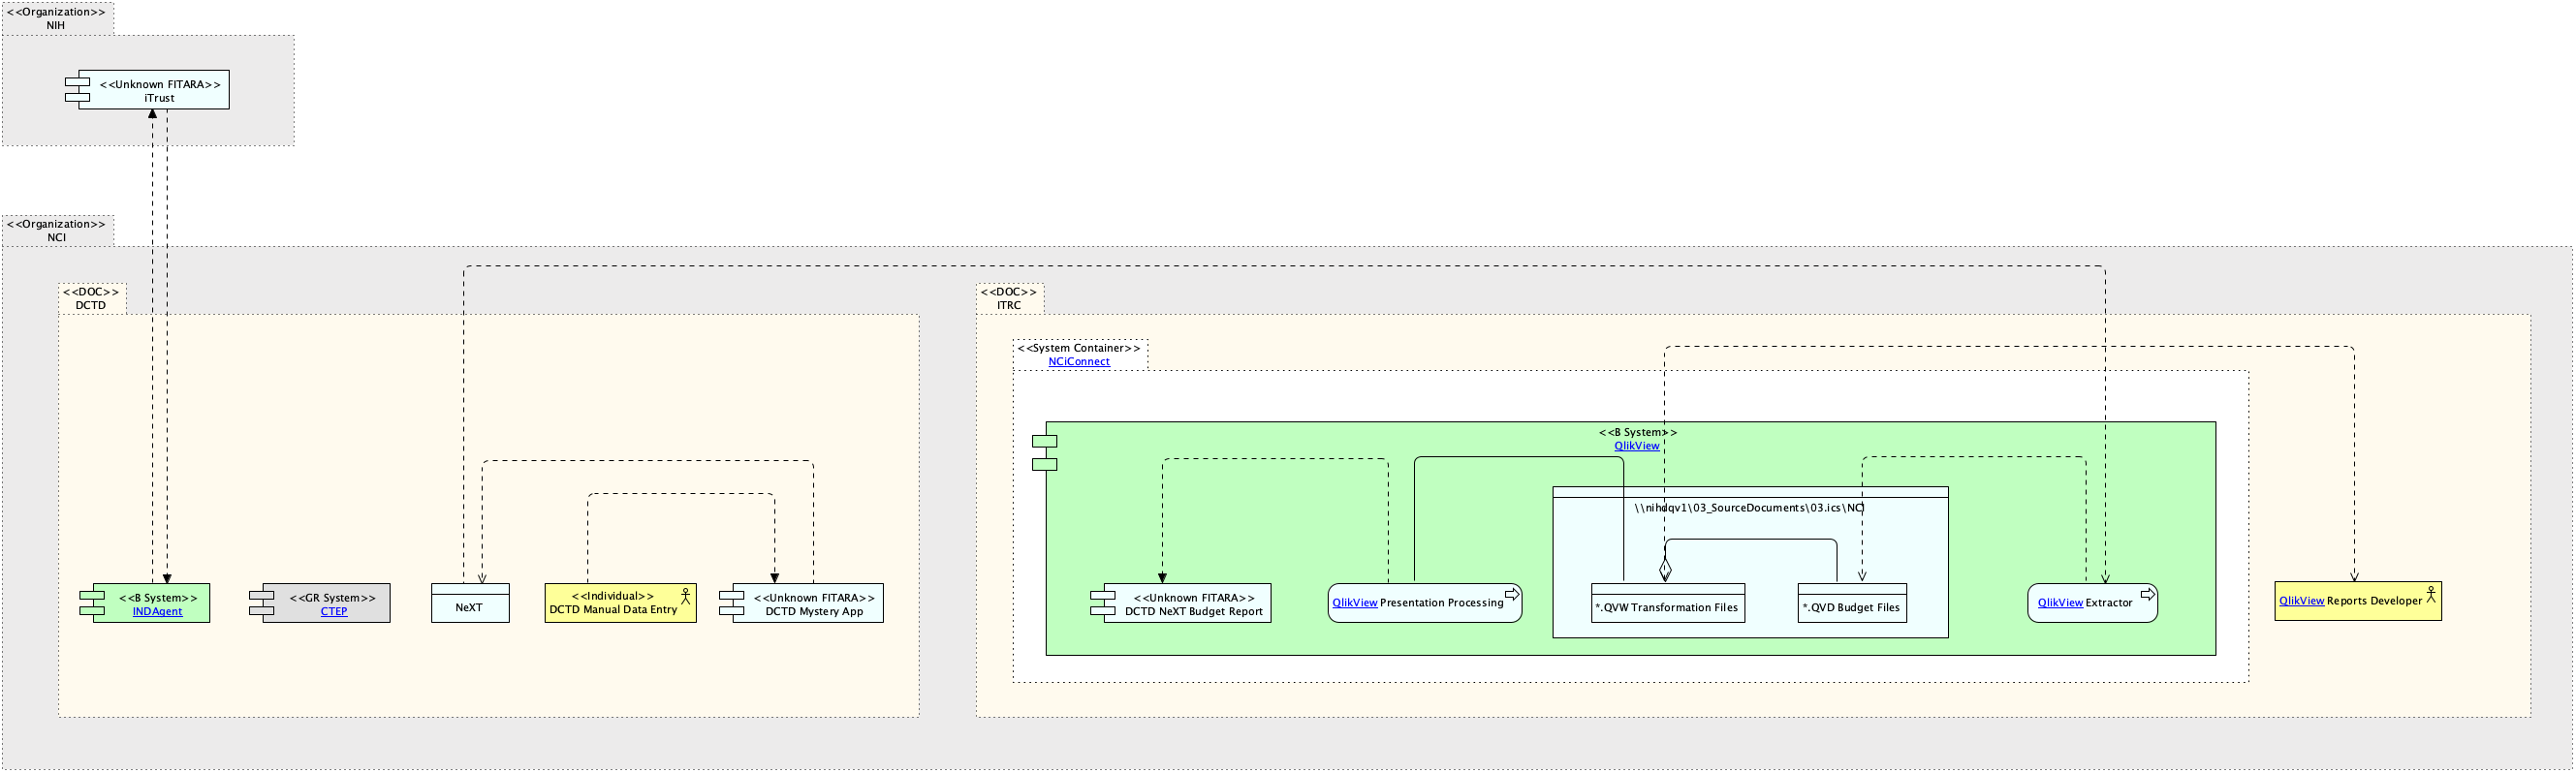 <<Organization>>
NIH
<<Unknown FITARA>>
iTrust
<<Organization>>
NCI
<<DOC>>
DCTD
<<DOC>>
ITRC
<<System Container>>
NCiConnect
<<B System>>
QlikView
\\nihdqv1\03_SourceDocuments\03.ics\NCI
<<B System>>
INDAgent
<<GR System>>
CTEP
NeXT
<<Individual>>
DCTD Manual Data Entry
<<Unknown FITARA>>
DCTD Mystery App
<<Unknown FITARA>>
DCTD NeXT Budget Report
QlikView Presentation Processing
*.QVW Transformation Files
*.QVD Budget Files
QlikView Extractor
QlikView Reports Developer